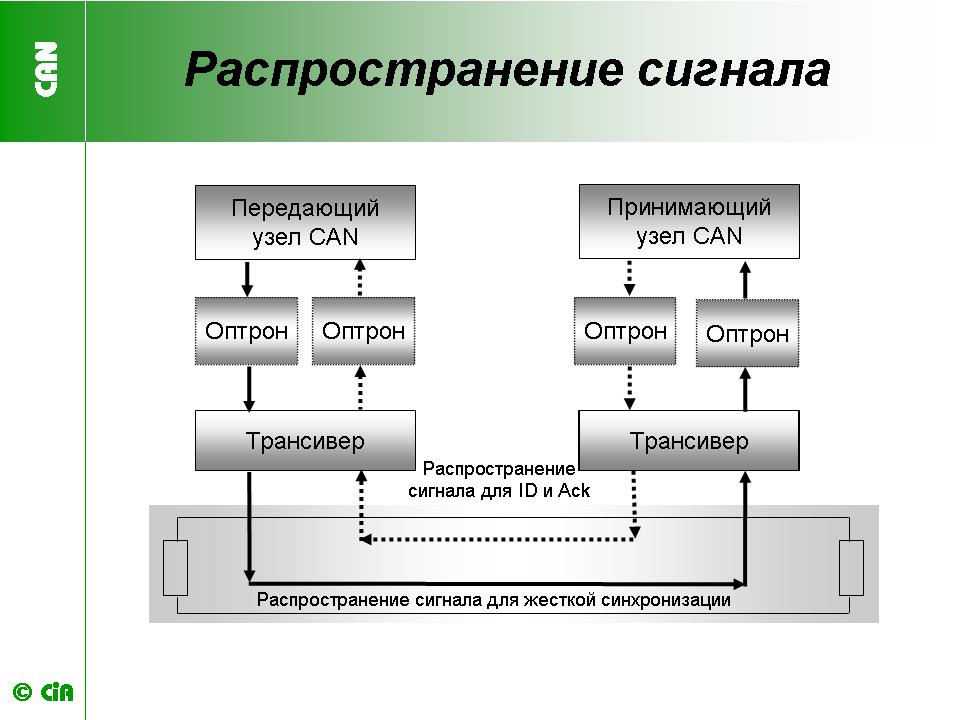 CAN
Распространение сигнала
Передающий
узел CAN
Принимающий
узел CAN
Оптрон
Оптрон
Оптрон
Оптрон
Трансивер
Трансивер
Распространение
сигнала для ID и Ack
Распространение сигнала для жесткой синхронизации
© CiA